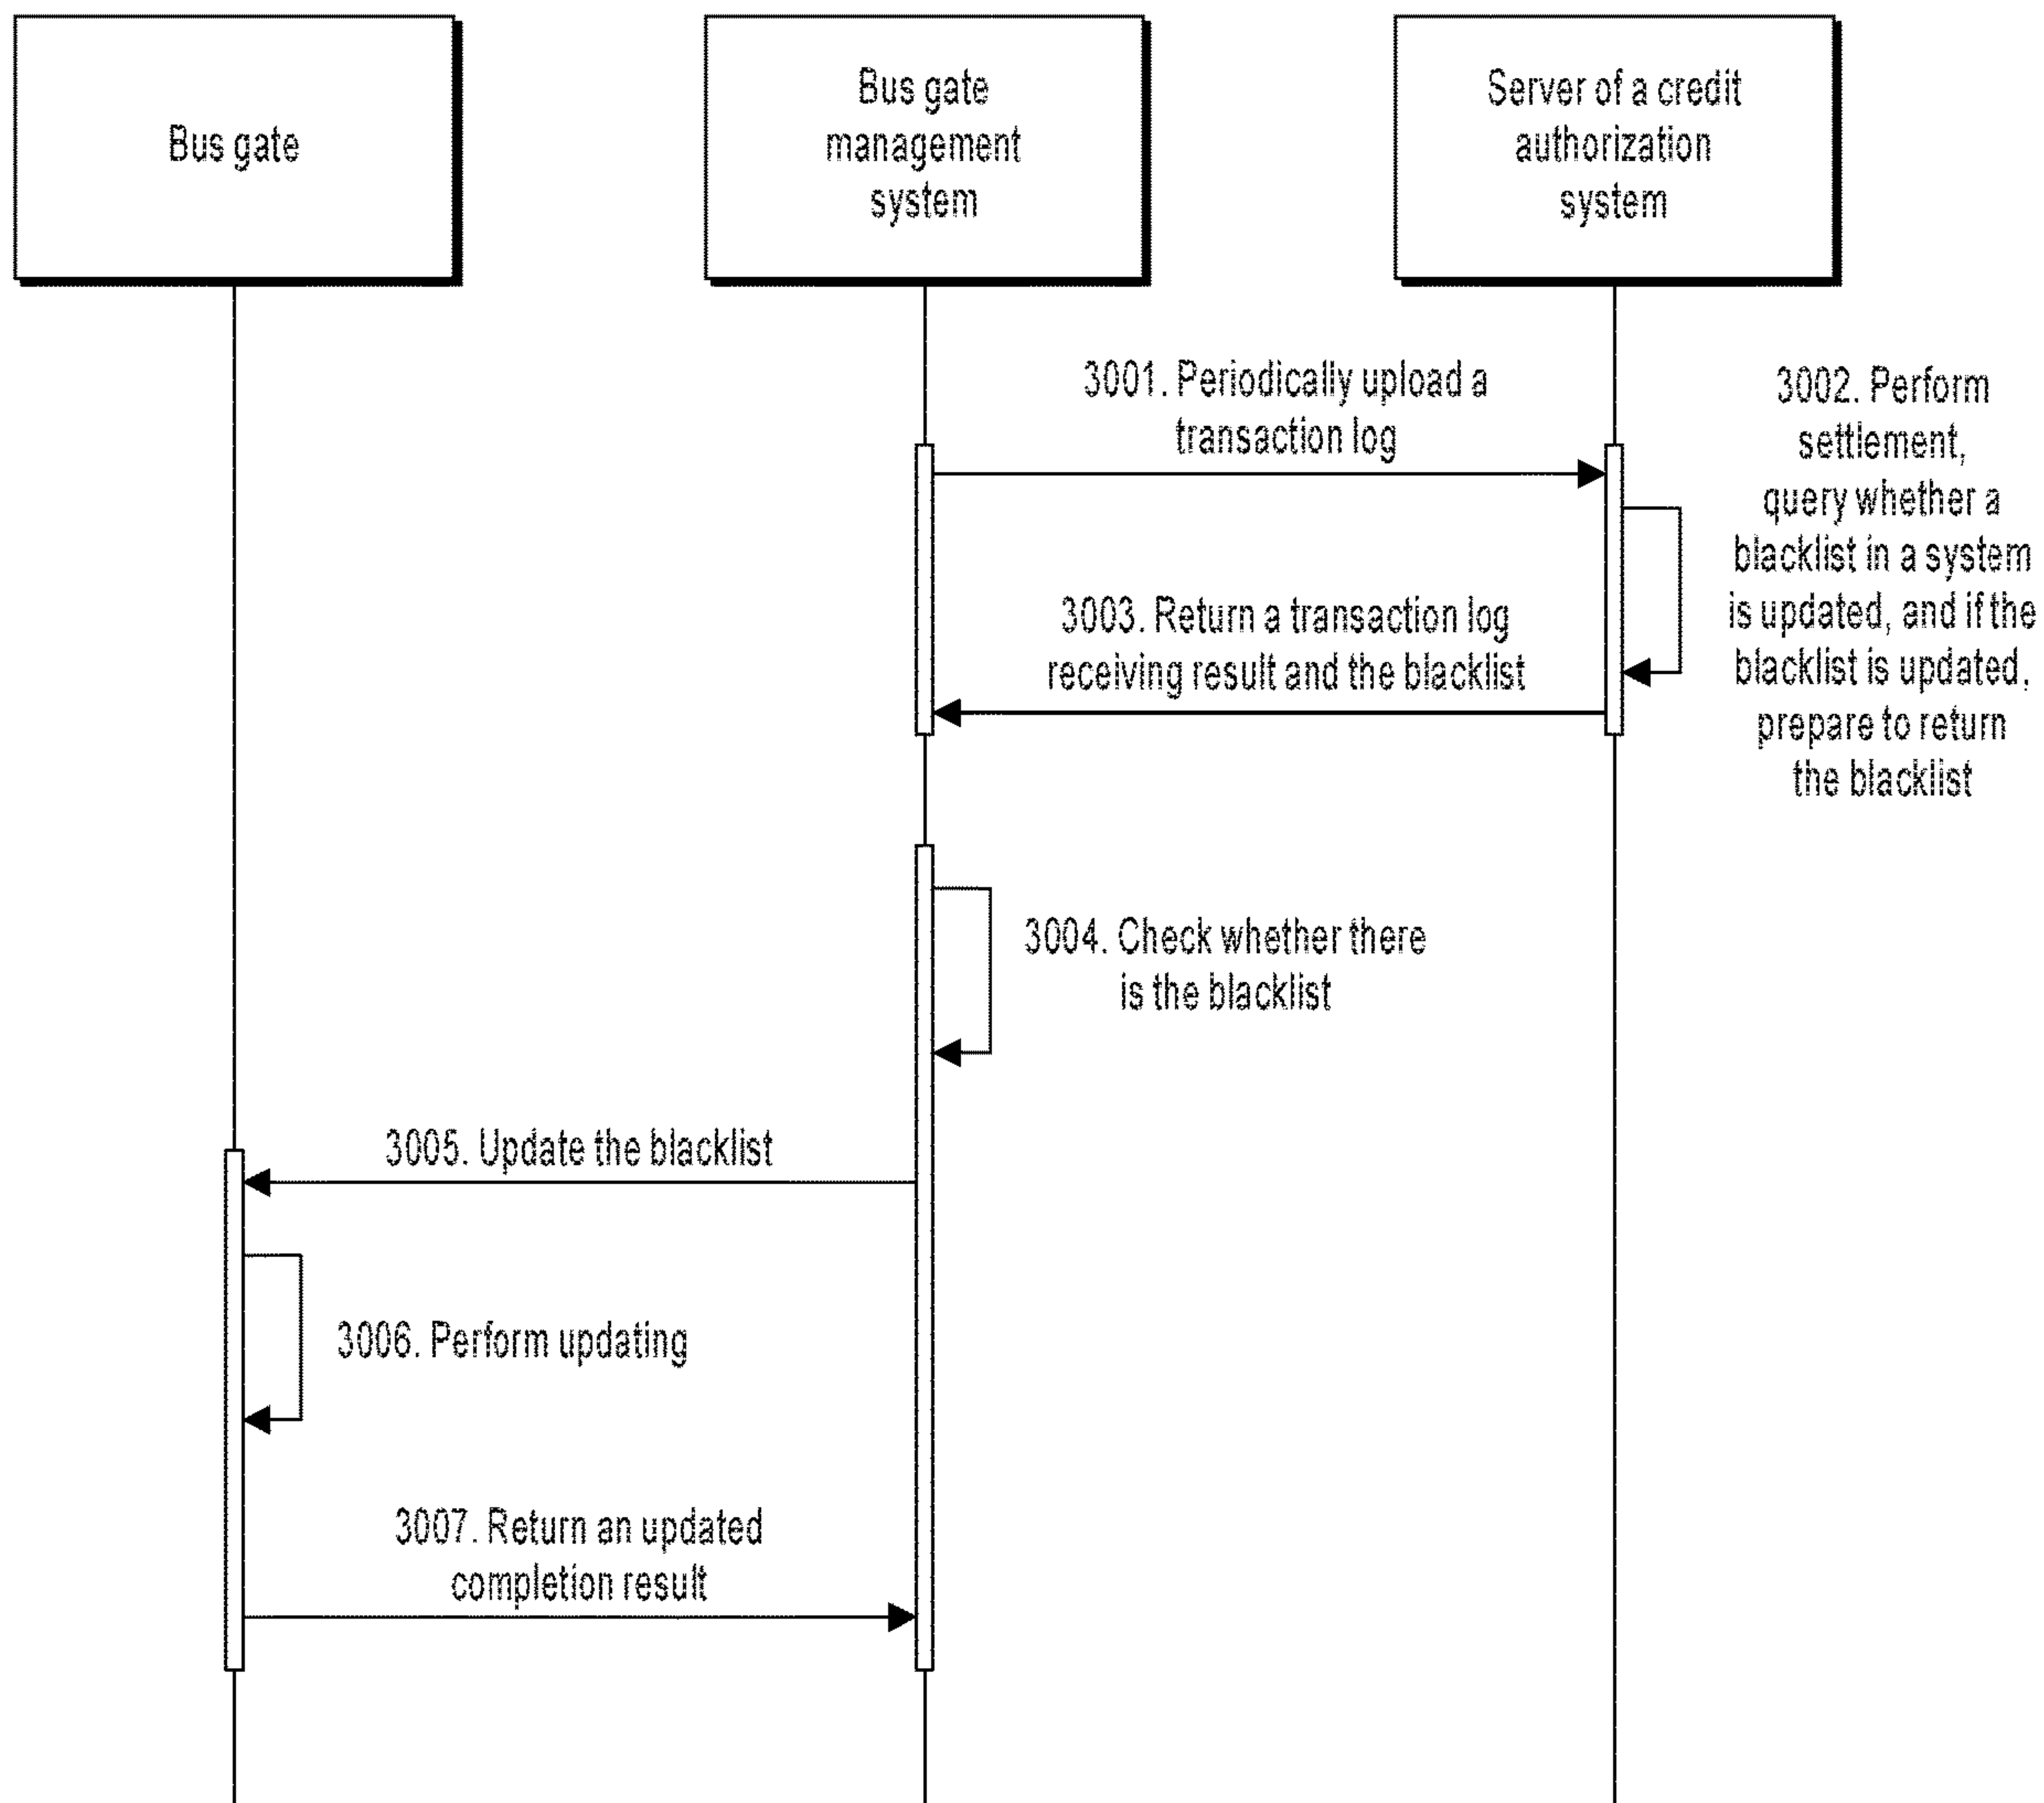 Bus gate
Bus gate
management
system
Server of a credit
authorization
system
3001. Periodically upload a
transaction log
3002. Perform
settlement,
query whether a
blacklist in a system
is updated, and if the
blacklist is updated,
prepare to return
the blacklist
3003. Return a transaction log
receiving result and the blacklist
3004. Check whether there
is the blacklist
3005. Update the blacklist
3006. Perform updating
3007. Return an updated
completion result